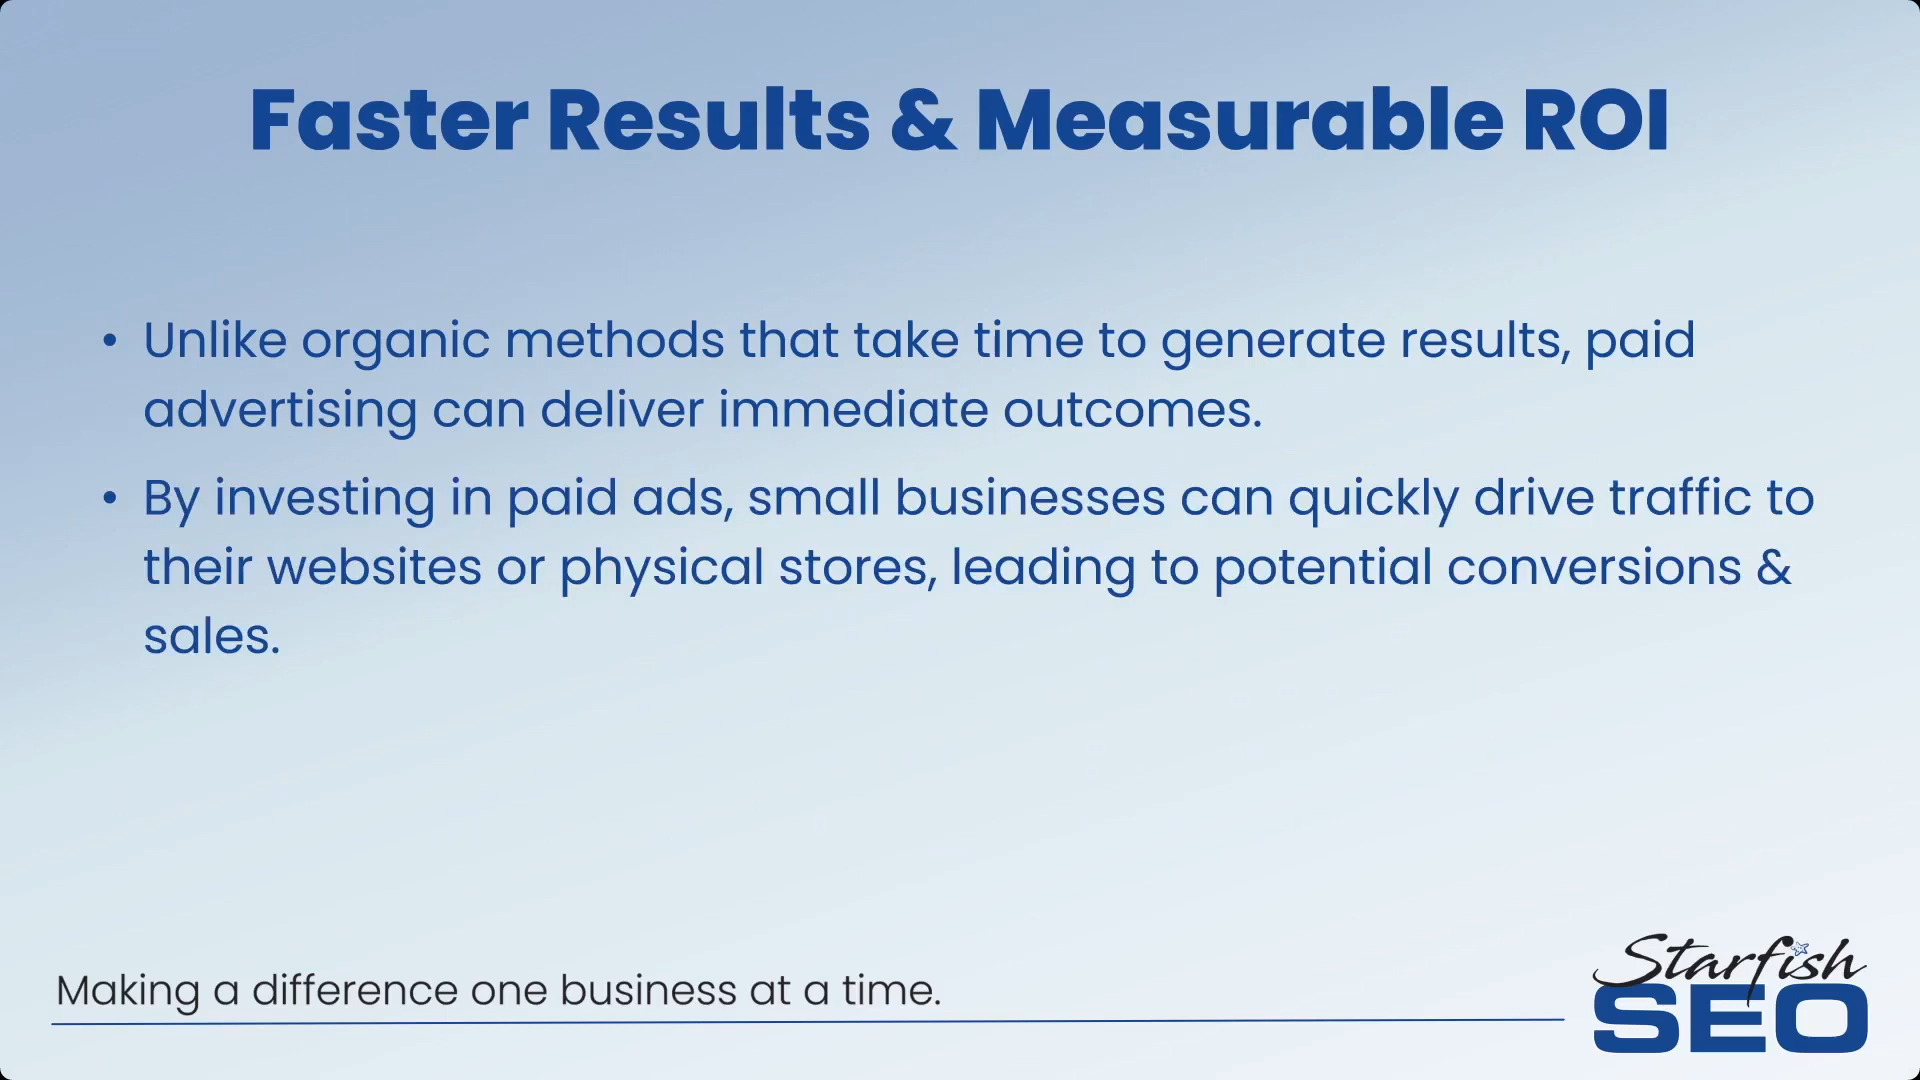 Faster Results & Measurable ROI
• Unlike organic methods that take time to generate results, paid
advertising can deliver immediate outcomes.
• By investing in paid ads, small businesses can quickly drive traffic to
their websites or physical stores, leading to potential conversions &
sales.
Making a difference one business at a time.
Starfish
SEO